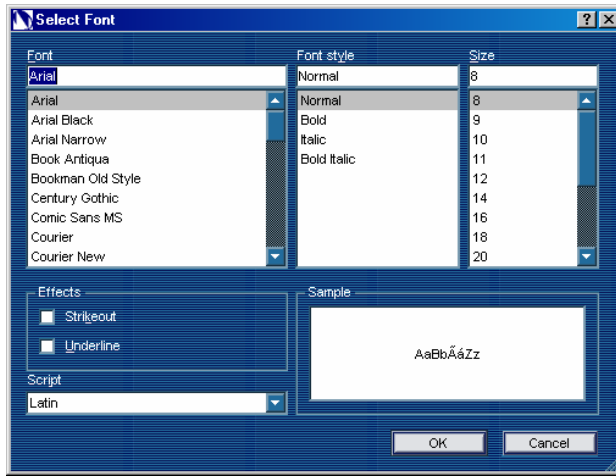 Select Font
Font
Font style
Size
Arial
Normal
8
Arial
Arial Black
Arial Narrow
Book Antiqua
Bookman Old Style
Century Gothic
Comic Sans MS
Courier
Courier New
Normal
Bold
Italic
Bold Italic
8
9
10
11
12
14
16
18
20
Effects
Strikeout
Underline
Script
Latin
Sample
AaBbÃáZz
OK
Cancel